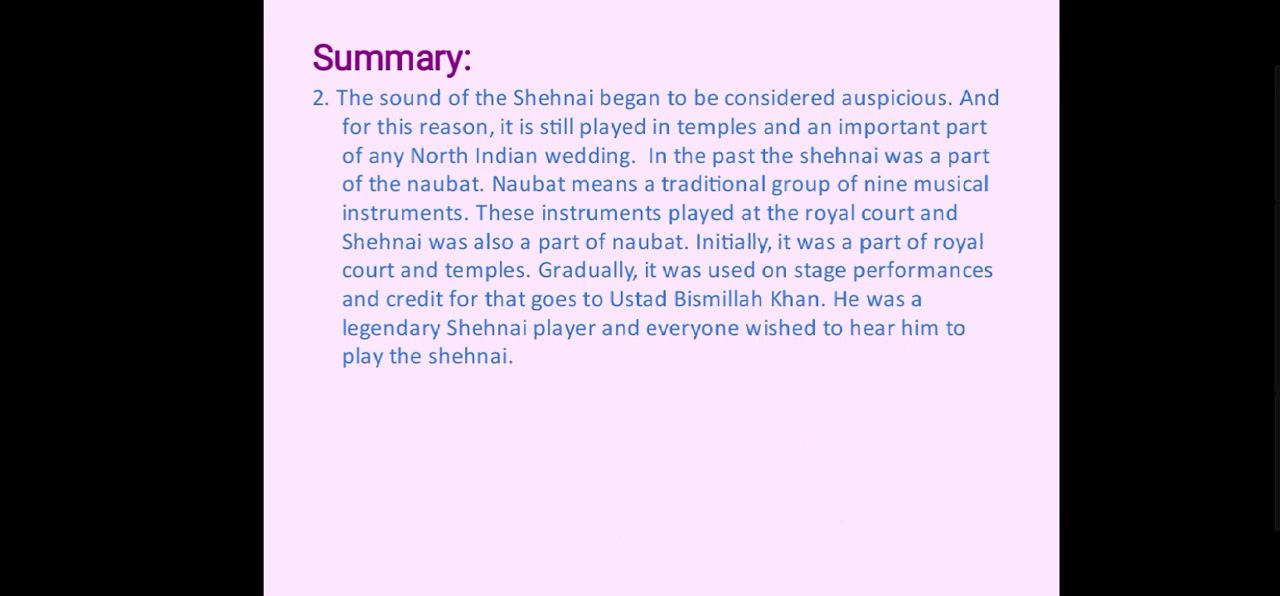 Summary:
2. The sound of the Shehnai began to be considered auspicious. And
for this reason, it is still played in temples and an important part
of any North Indian wedding.  In the past the shehnai was a part
of the naubat. Naubat means a traditional group of nine musical
instruments. These instruments played at the royal court and
Shehnai was also a part of naubat. Initially, it was a part of royal
court and temples. Gradually, it was used on stage performances
and credit for that goes to Ustad Bismillah Khan. He was a
legendary Shehnai player and everyone wished to hear him to
play the shehnai.